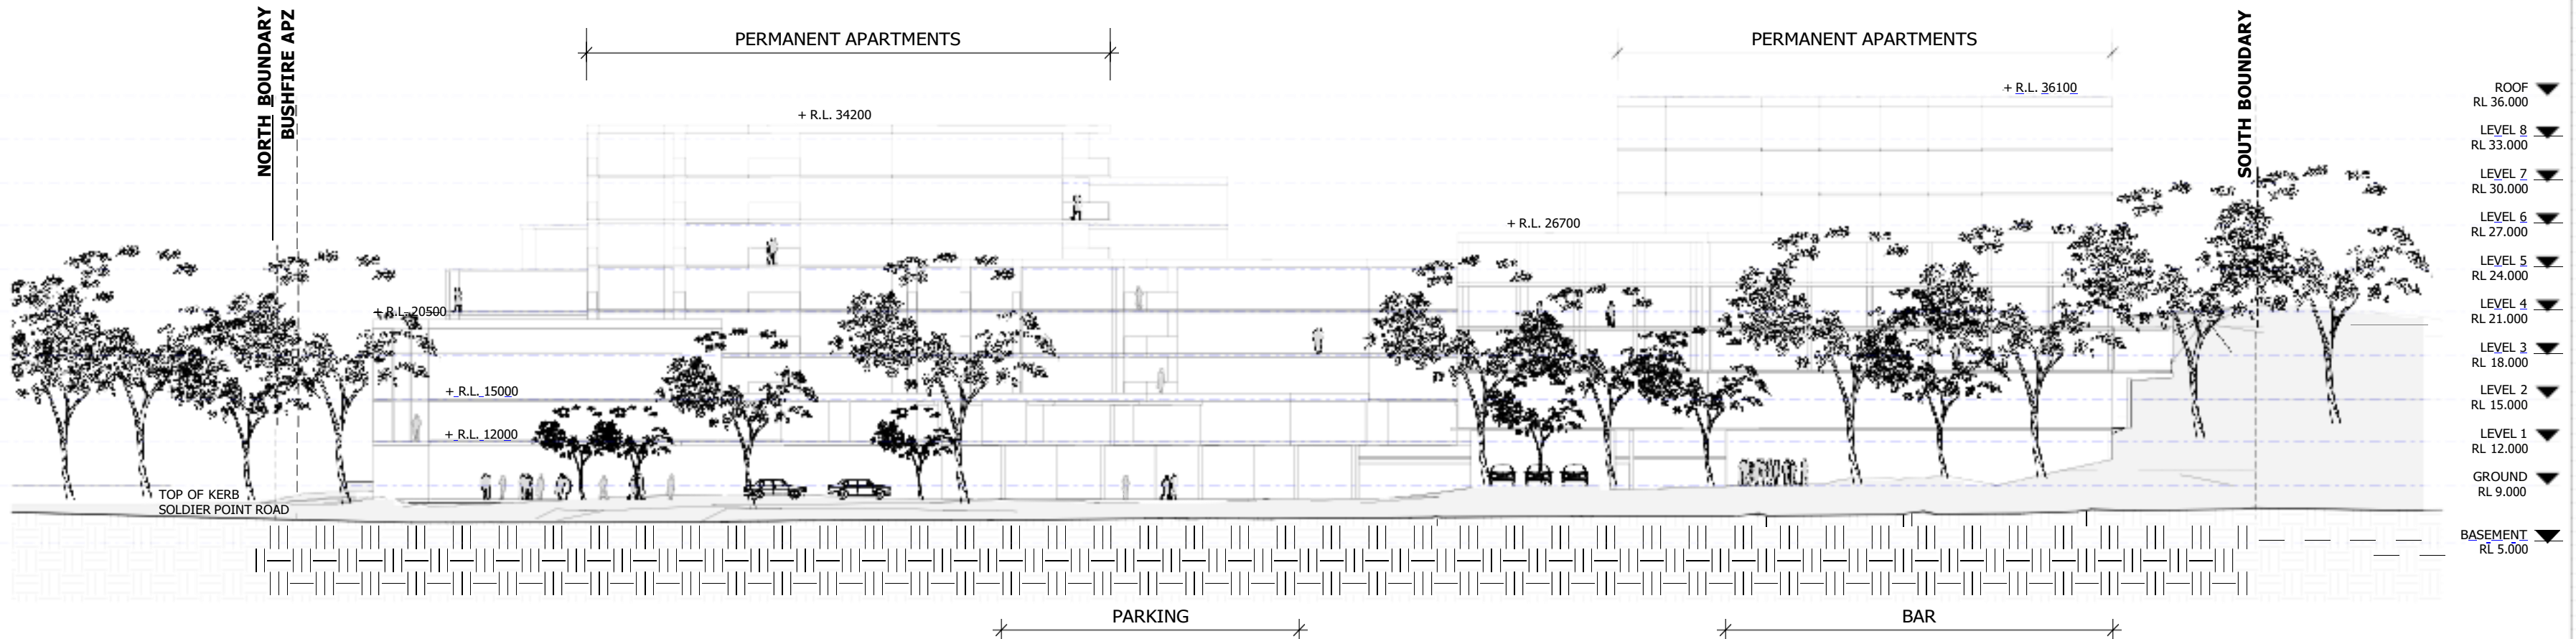 NORTH BOUNDARY
BUSHFIRE APZ
PERMANENT APARTMENTS
PERMANENT APARTMENTS
SOUTH BOUNDARY
+ R.L. 34200
+ R.L. 36100
+ R.L. 26700
+ R.L. 20500
+ R.L. 15000
+ R.L. 12000
TOP OF KERB
SOLDIER POINT ROAD
ROOF
RL 36.000
LEVEL 8
RL 33.000
LEVEL 7
RL 30.000
LEVEL 6
RL 27.000
LEVEL 5
RL 24.000
LEVEL 4
RL 21.000
LEVEL 3
RL 18.000
LEVEL 2
RL 15.000
LEVEL 1
RL 12.000
GROUND
RL 9.000
BASEMENT
RL 5.000
PARKING
BAR